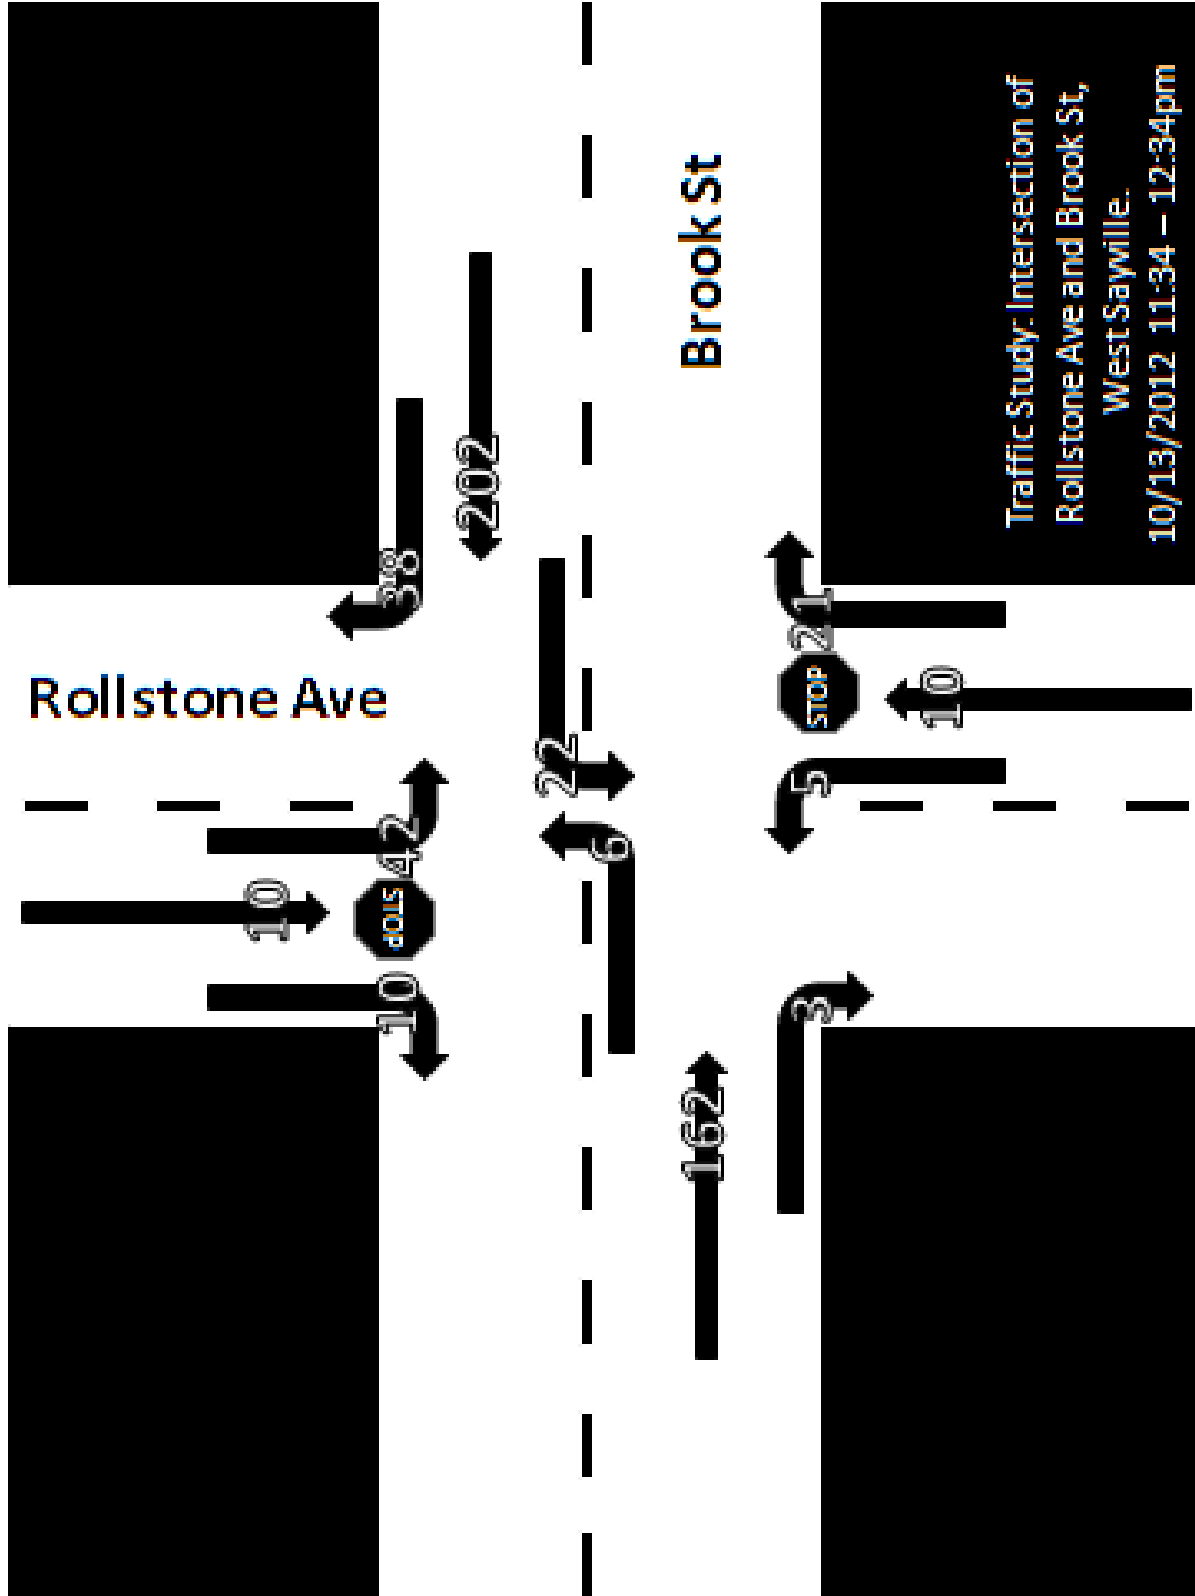 Brook St
Traffic Study: Intersection of
Rollstone Ave and Brook St,
West Sayville.
10/13/2012 11:34 – 12:34pm
202
38
Rollstone Ave
22
21
STOP
10
5
42
10
STOP
10
6
3
162